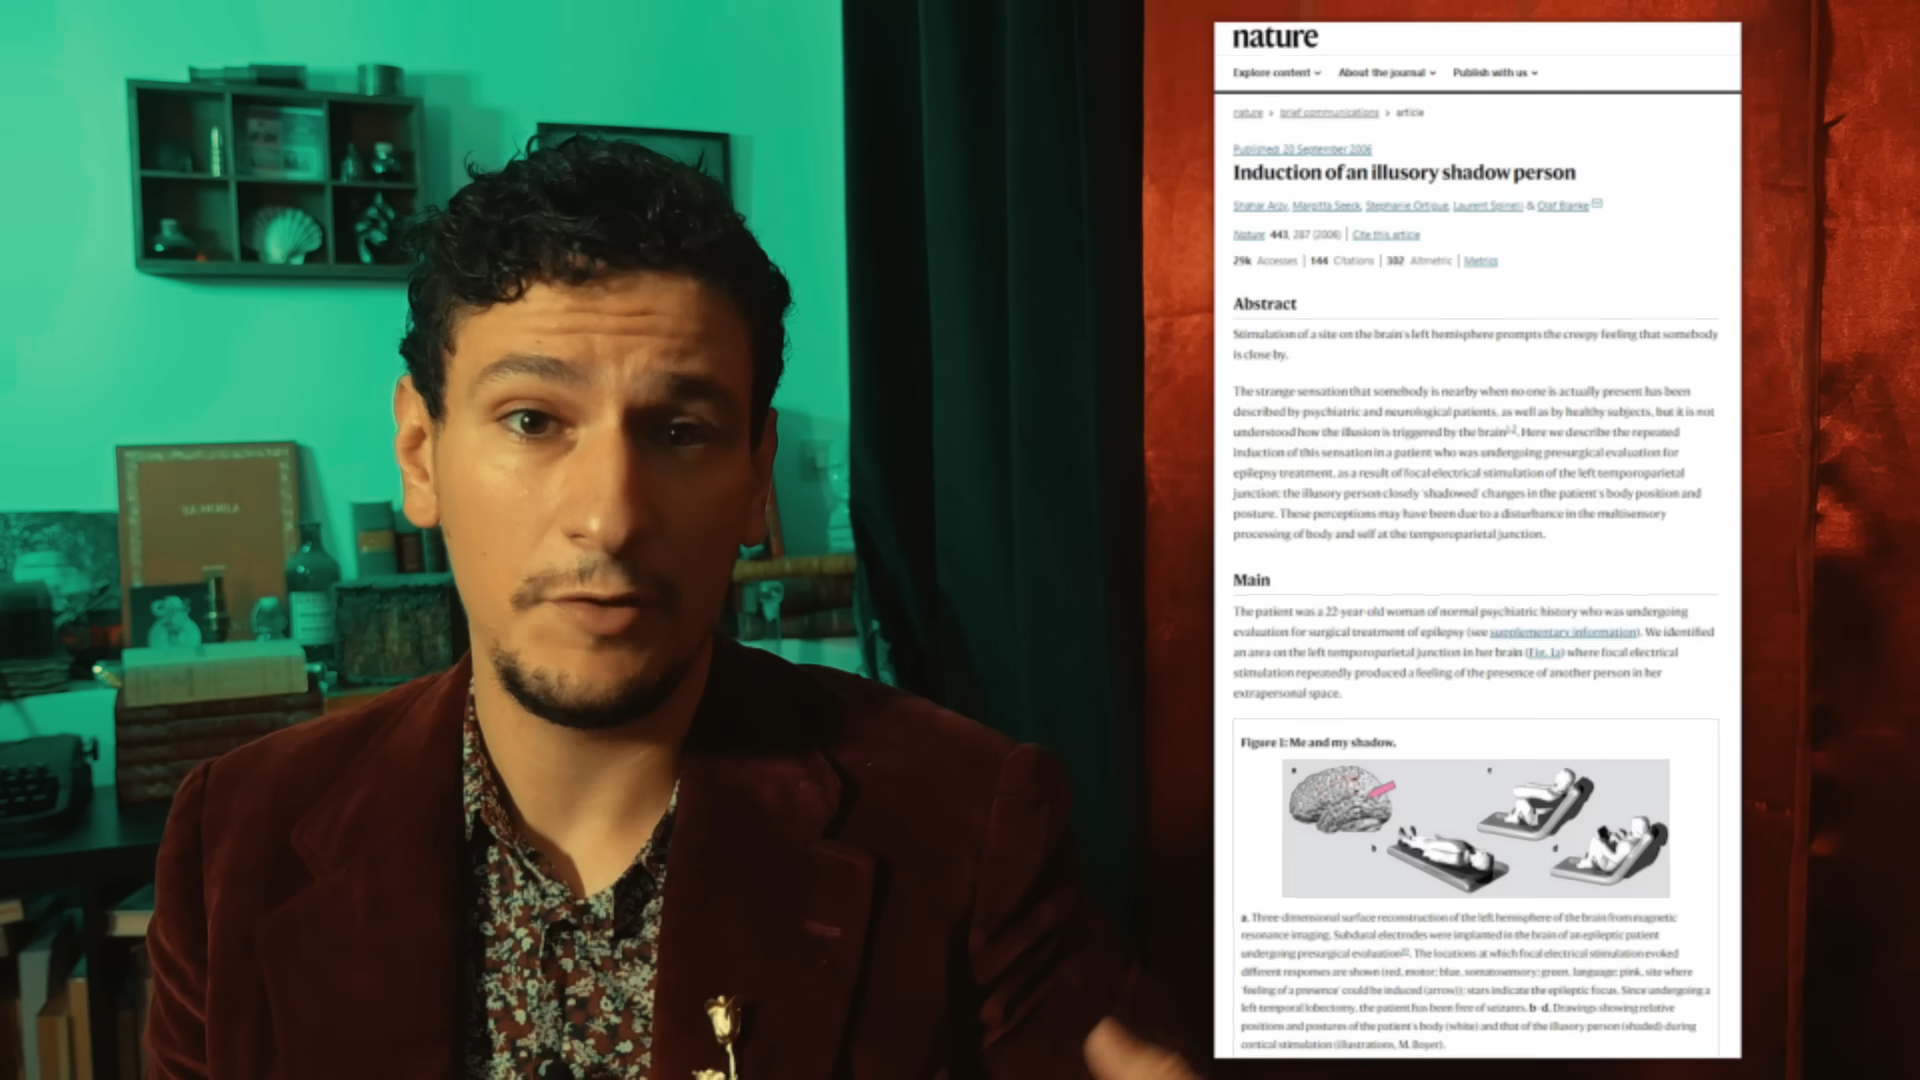 nature
Explore content
About the journal
Publish with us
nature > brief communications > article
Published: 20 September 2006
Induction of an illusory shadow person
Shahar Arzy, Margitta Seeck, Stephanie Ortigue, Laurent Spinelli & Olaf Blanke
Nature 443, 287 (2006) | Cite this article
29k Accesses | 144 Citations | 302 Altmetric | Metrics
Abstract
Stimulation of a site on the brain's left hemisphere prompts the creepy feeling that somebody
is close by.
The strange sensation that somebody is nearby when no one is actually present has been
described by psychiatric and neurological patients, as well as by healthy subjects, but it is not
understood how the illusion is triggered by the brain1,2. Here we describe the repeated
induction of this sensation in a patient who was undergoing presurgical evaluation for
epilepsy treatment, as a result of focal electrical stimulation of the left temporoparietal
junction: the illusory person closely 'shadowed' changes in the patient's body position and
posture. These perceptions may have been due to a disturbance in the multisensory
processing of body and self at the temporoparietal junction.
Main
The patient was a 22-year-old woman of normal psychiatric history who was undergoing
evaluation for surgical treatment of epilepsy (see supplementary information). We identified
an area on the left temporoparietal junction in her brain (Fig. 1a) where focal electrical
stimulation repeatedly produced a feeling of the presence of another person in her
extrapersonal space.
Figure 1: Me and my shadow.
a c
b d
a, Three-dimensional surface reconstruction of the left hemisphere of the brain from magnetic
resonance imaging. Subdural electrodes were implanted in the brain of an epileptic patient
undergoing presurgical evaluation. The locations at which focal electrical stimulation evoked
different responses are shown (red, motor; blue, somatosensory; green, language; pink, site where
'feeling of a presence' could be induced (arrow)); stars indicate the epileptic focus. Since undergoing a
left temporal lobectomy, the patient has been free of seizures. b-d, Drawings showing relative
positions and postures of the patient's body (white) and that of the illusory person (shaded) during
cortical stimulation (illustrations, M. Boyer).